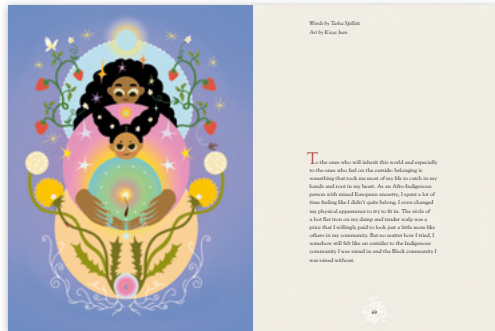 Words by Tasha Spillett
Art by Kaya Joan
To the ones who will inherit this world and especially
to the ones who feel on the outside: belonging is
something that took me most of my life to catch in my
hands and root in my heart. As an Afro-Indigenous
person with mixed European ancestry, I spent a lot of
time feeling like I didn't quite belong. I even changed
my physical appearance to try to fit in. The sizzle of
a hot flat iron on my damp and tender scalp was a
price that I willingly paid to look just a little more like
others in my community. But no matter how I tried, I
somehow still felt like an outsider to the Indigenous
community I was raised in and the Black community I
was raised without.
69